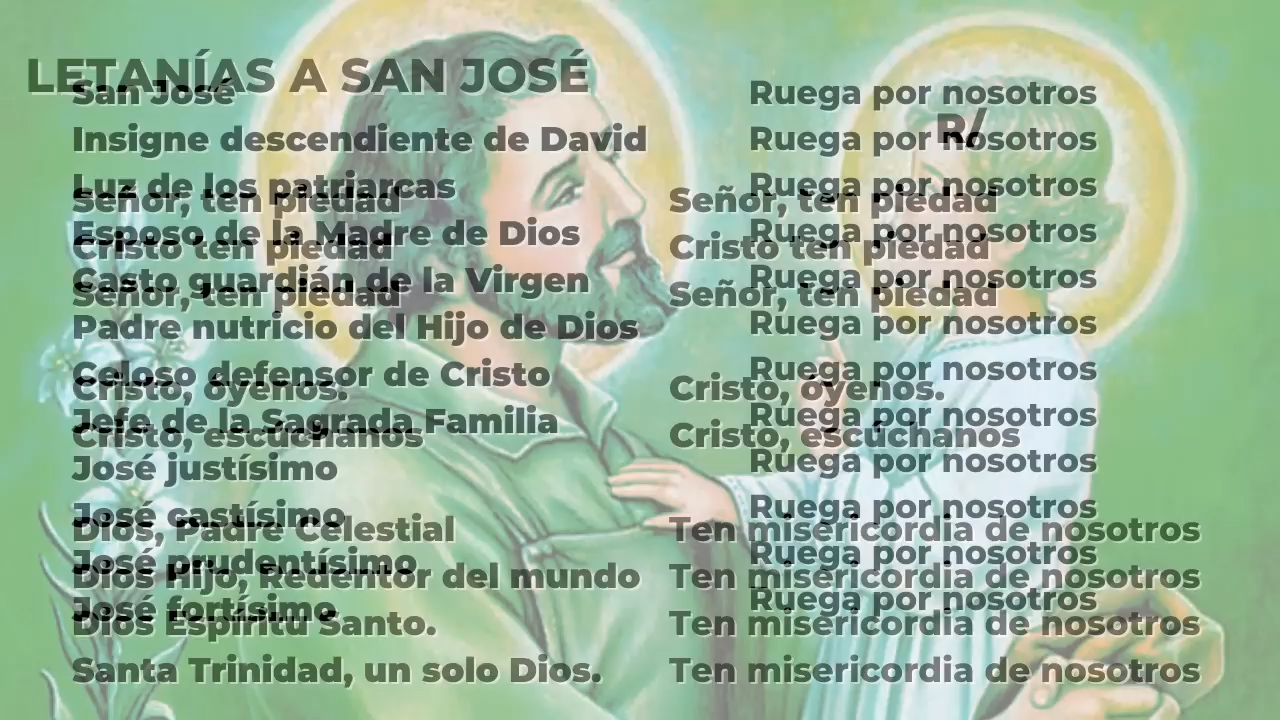 LETANÍAS A SAN JOSÉ
R/
Señor, ten piedad Señor, ten piedad
Cristo ten piedad Cristo ten piedad
Señor, ten piedad Señor, ten piedad
Cristo, óyenos. Cristo, óyenos.
Cristo, escúchanos Cristo, escúchanos
Dios, Padre Celestial Ten misericordia de nosotros
Dios Hijo, Redentor del mundo Ten misericordia de nosotros
Dios Espíritu Santo. Ten misericordia de nosotros
Santa Trinidad, un solo Dios. Ten misericordia de nosotros
San José Ruega por nosotros
Insigne descendiente de David Ruega por nosotros
Luz de los patriarcas Ruega por nosotros
Esposo de la Madre de Dios Ruega por nosotros
Casto guardián de la Virgen Ruega por nosotros
Padre nutricio del Hijo de Dios Ruega por nosotros
Celoso defensor de Cristo Ruega por nosotros
Jefe de la Sagrada Familia Ruega por nosotros
José justísimo Ruega por nosotros
José castísimo Ruega por nosotros
José prudentísimo Ruega por nosotros
José fortísimo Ruega por nosotros